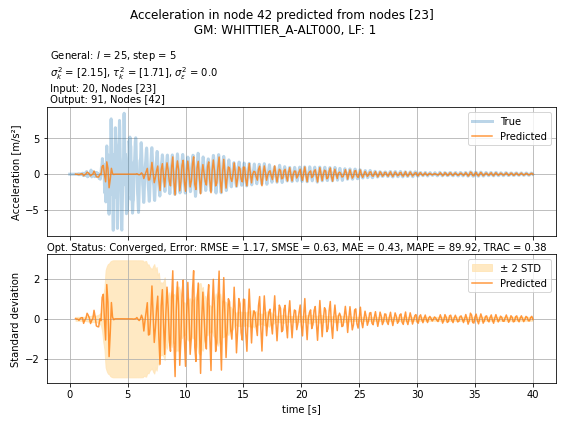 Acceleration in node 42 predicted from nodes [23]
GM: WHITTIER_A-ALT000, LF: 1
General: l = 25, step = 5
σ²ₖ = [2.15], τ²ₖ = [1.71], σ²ε = 0.0
Input: 20, Nodes [23]
Output: 91, Nodes [42]
True
Predicted
Acceleration [m/s²]
5
0
−5
Opt. Status: Converged, Error: RMSE = 1.17, SMSE = 0.63, MAE = 0.43, MAPE = 89.92, TRAC = 0.38
± 2 STD
Predicted
Standard deviation
2
0
−2
0 5 10 15 20 25 30 35 40
time [s]